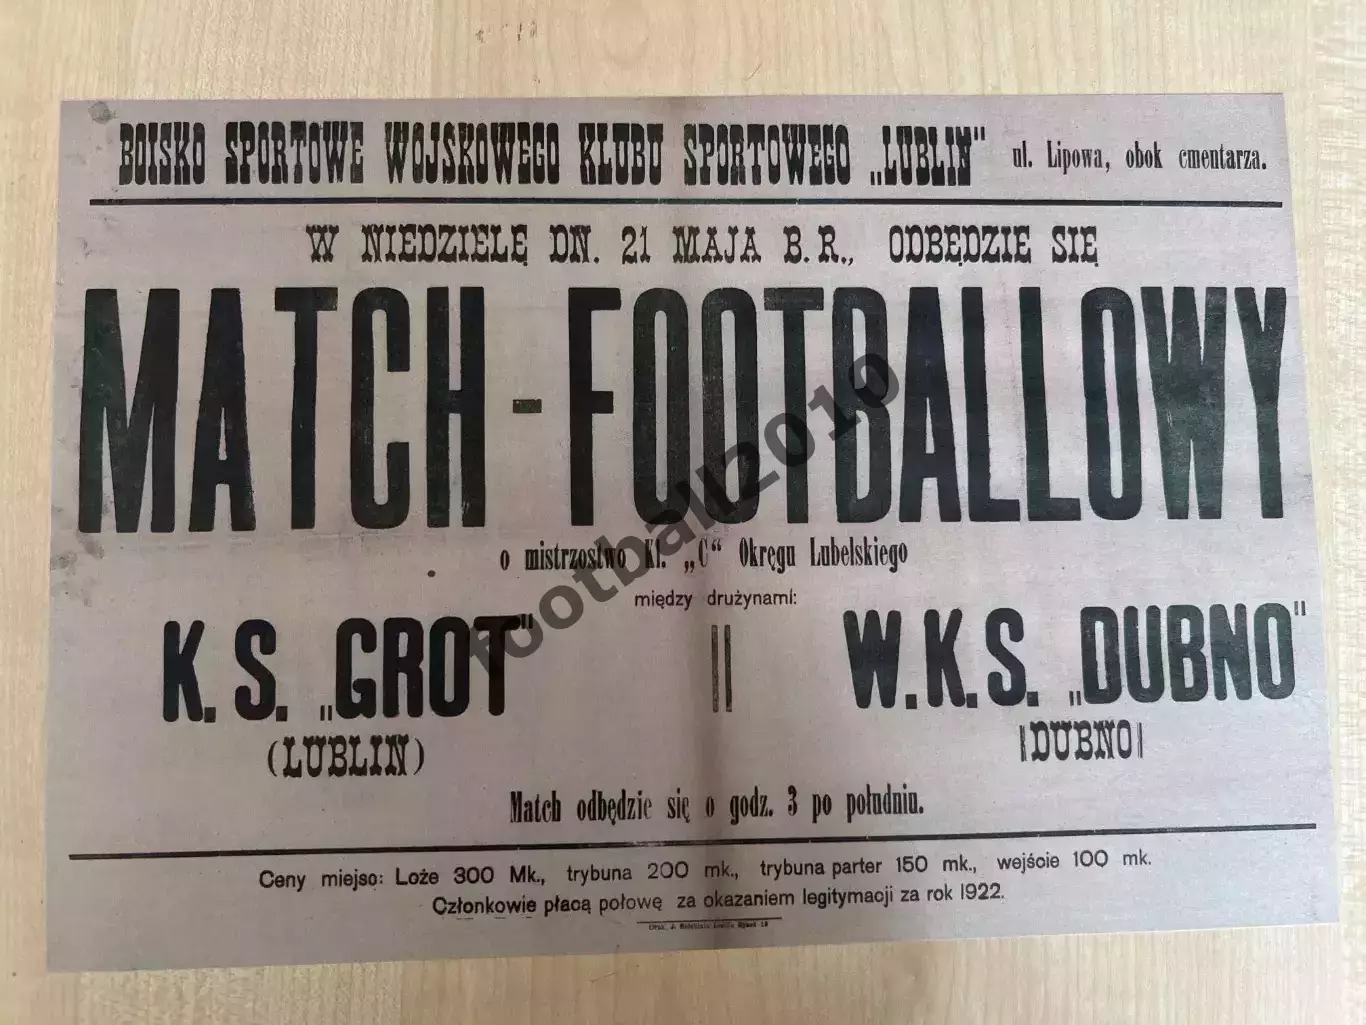 BOISKO SPORTOWE WOJSKOWEGO KLUBU SPORTOWEGO „LUBLIN" ul. Lipowa, obok cmentarza.
W NIEDZIELĘ DN. 21 MAJA B.R., ODBĘDZIE SIĘ
MATCH-FOOTBALLOWY
o mistrzostwo Kl. „C" Okręgu Lubelskiego
między drużynami:
K.S. „GROT" || W.K.S. „DUBNO"
(LUBLIN) |DUBNO|
Match odbędzie się o godz. 3 po południu.
Ceny miejsc: Loże 300 Mk., trybuna 200 mk., trybuna parter 150 mk., wejście 100 mk.
Członkowie płacą połowę za okazaniem legitymacji za rok 1922.
football2010